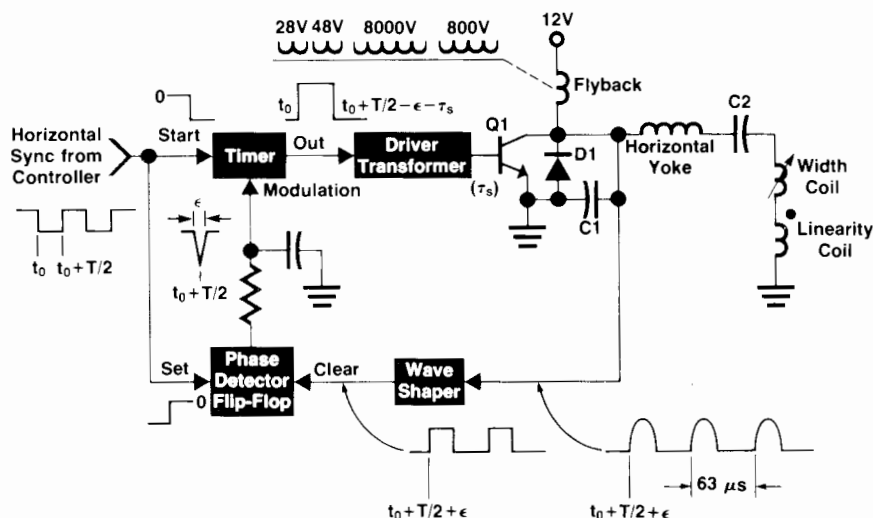 28V 48V 8000V 800V
12V
Flyback
0
t₀
t₀ + T/2 − ϵ − τₛ
Horizontal
Sync from
Controller
Start
Timer
Out
Driver
Transformer
Q1
(τₛ)
D1
C1
Horizontal
Yoke
C2
Width
Coil
Linearity
Coil
Modulation
ϵ
t₀ + T/2
t₀
t₀ + T/2
Set
0
Phase
Detector
Flip-Flop
Clear
Wave
Shaper
t₀ + T/2 + ϵ
63 μs
t₀ + T/2 + ϵ